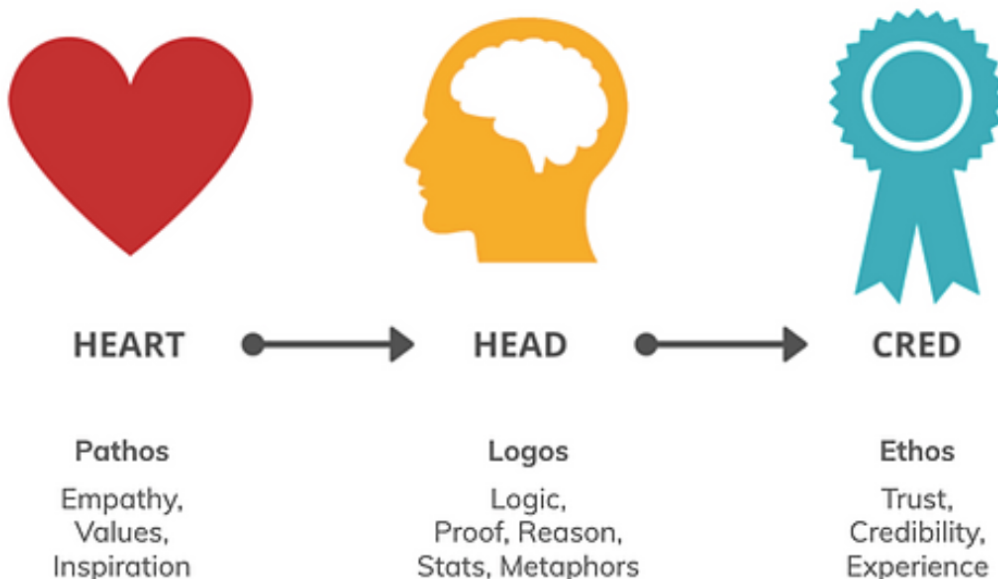 HEART
HEAD
CRED
Pathos
Empathy,
Values,
Inspiration
Logos
Logic,
Proof, Reason,
Stats, Metaphors
Ethos
Trust,
Credibility,
Experience